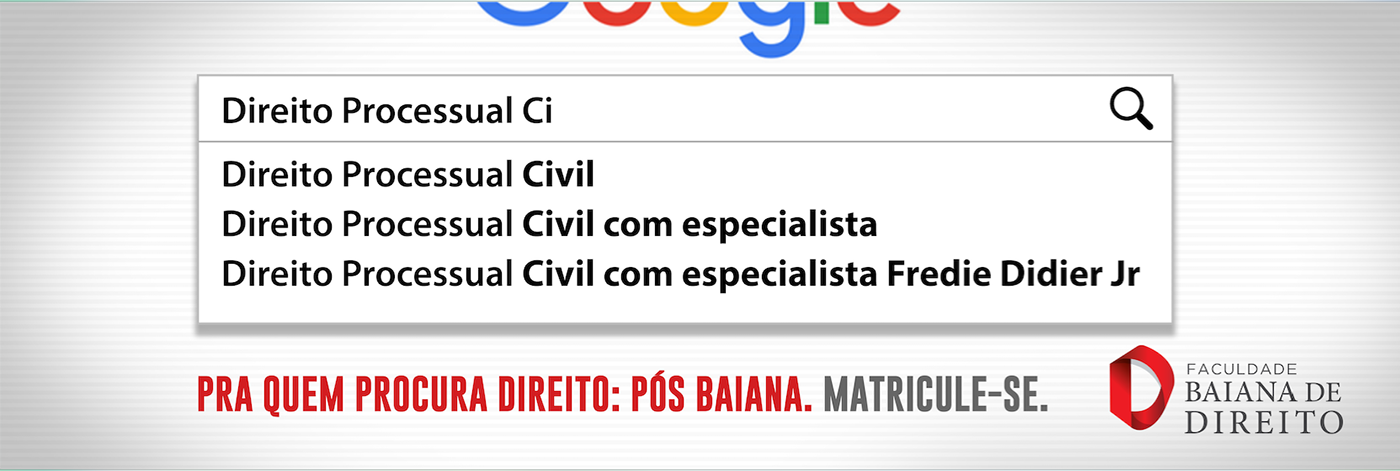 Google
Direito Processual Ci
Direito Processual Civil
Direito Processual Civil com especialista
Direito Processual Civil com especialista Fredie Didier Jr
PRA QUEM PROCURA DIREITO: PÓS BAIANA. MATRICULE-SE.
FACULDADE
BAIANA DE
DIREITO